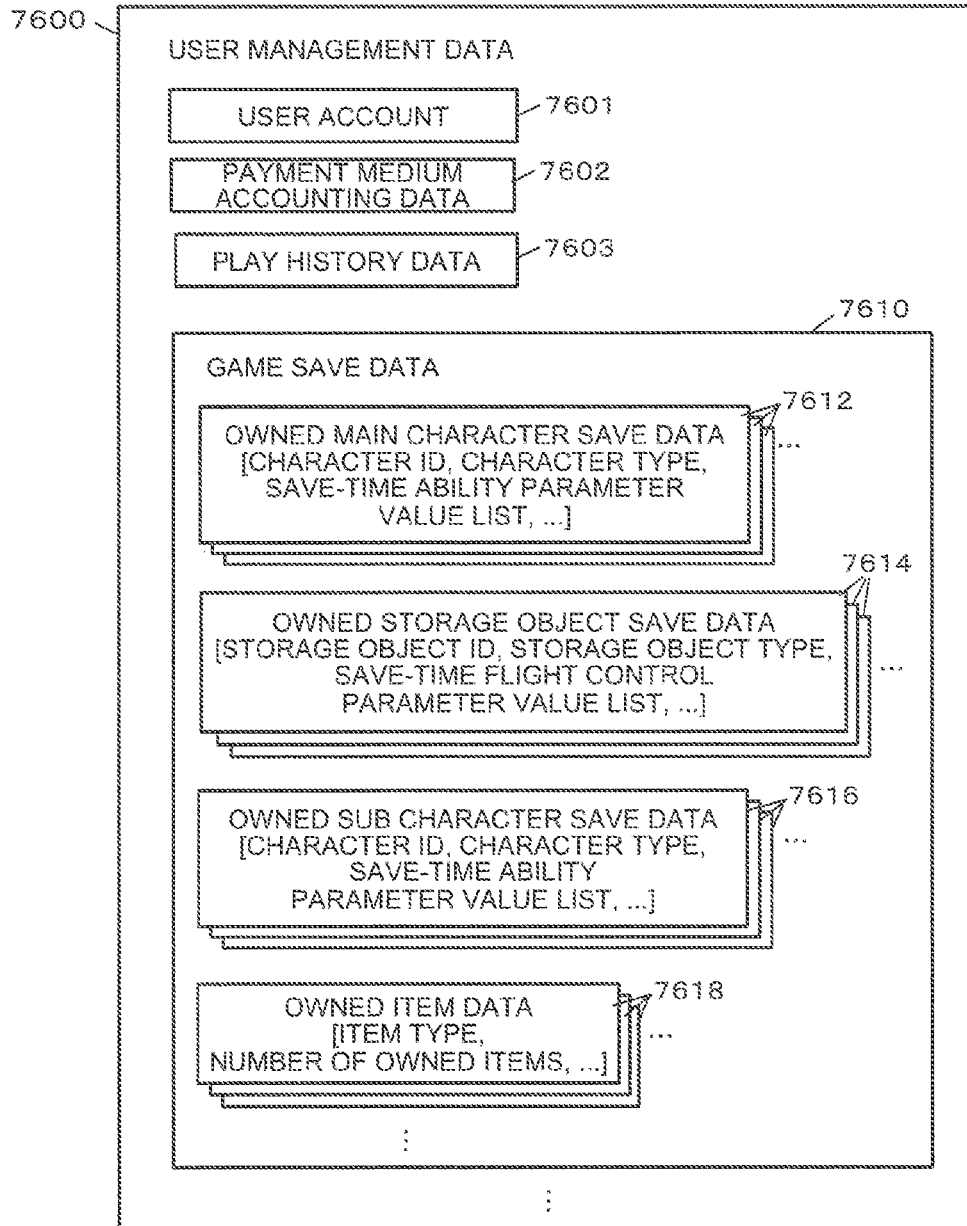 7600
USER MANAGEMENT DATA
USER ACCOUNT
7601
PAYMENT MEDIUM
ACCOUNTING DATA
7602
PLAY HISTORY DATA
7603
7610
GAME SAVE DATA
7612
OWNED MAIN CHARACTER SAVE DATA
[CHARACTER ID, CHARACTER TYPE,
SAVE-TIME ABILITY PARAMETER
VALUE LIST, ...]
...
7614
OWNED STORAGE OBJECT SAVE DATA
[STORAGE OBJECT ID, STORAGE OBJECT TYPE,
SAVE-TIME FLIGHT CONTROL
PARAMETER VALUE LIST, ...]
...
7616
OWNED SUB CHARACTER SAVE DATA
[CHARACTER ID, CHARACTER TYPE,
SAVE-TIME ABILITY
PARAMETER VALUE LIST, ...]
...
7618
OWNED ITEM DATA
[ITEM TYPE,
NUMBER OF OWNED ITEMS, ...]
...
⋮
⋮